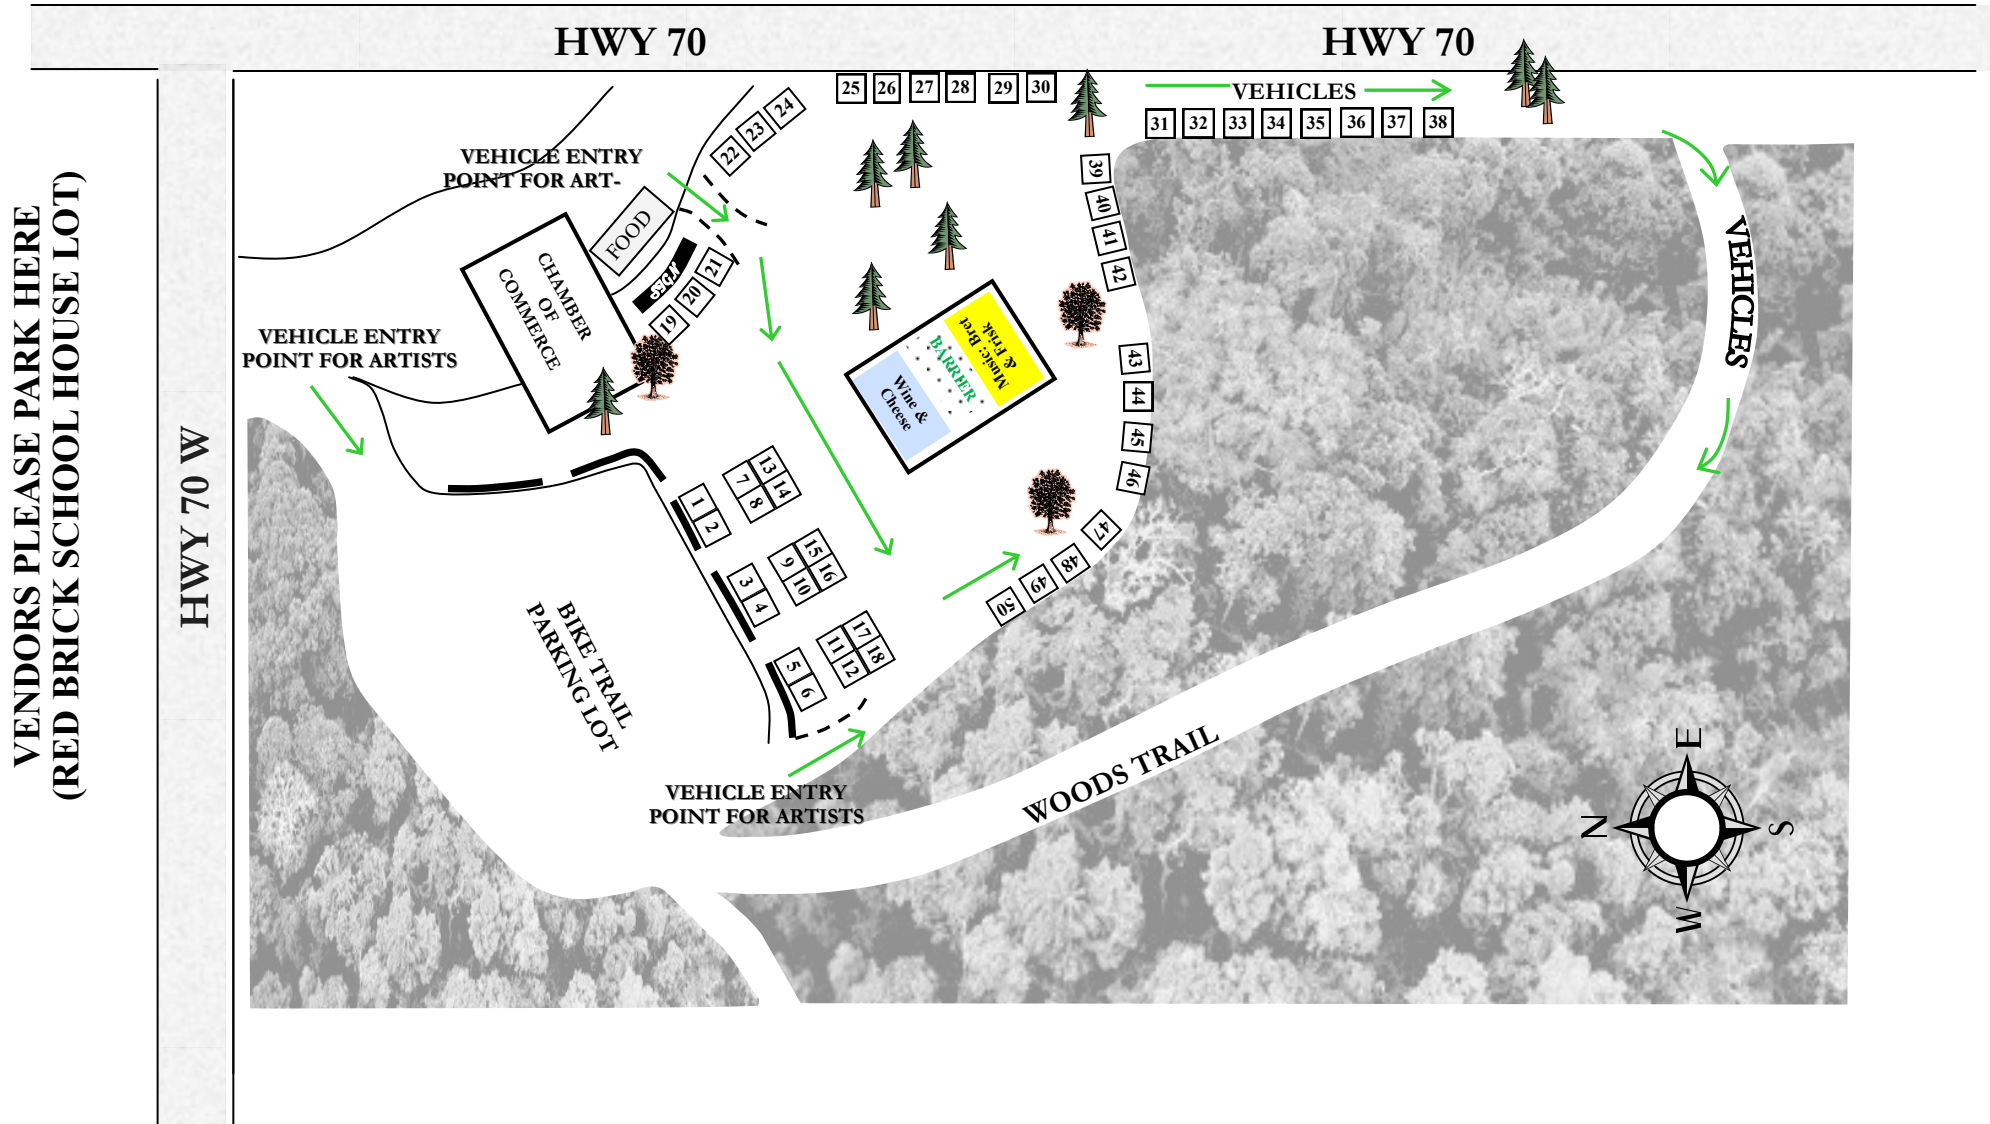 HWY 70
HWY 70
25 26 27 28 29 30
VEHICLES
31 32 33 34 35 36 37 38
22 23 24
VEHICLE ENTRY
POINT FOR ART-
FOOD
19 20 21
CHAMBER
OF
COMMERCE
39
40
41
42
43
44
45
46
47
48
49
50
VEHICLES
Music: Bret
& Frisk
BARRIER
Wine &
Cheese
VEHICLE ENTRY
POINT FOR ARTISTS
VENDORS PLEASE PARK HERE
(RED BRICK SCHOOL HOUSE LOT)
HWY 70 W
1 2
7 13
8 14
3 4
9 15
10 16
5 6
11 17
12 18
BIKE TRAIL
PARKING LOT
VEHICLE ENTRY
POINT FOR ARTISTS
WOODS TRAIL
E
N
S
W